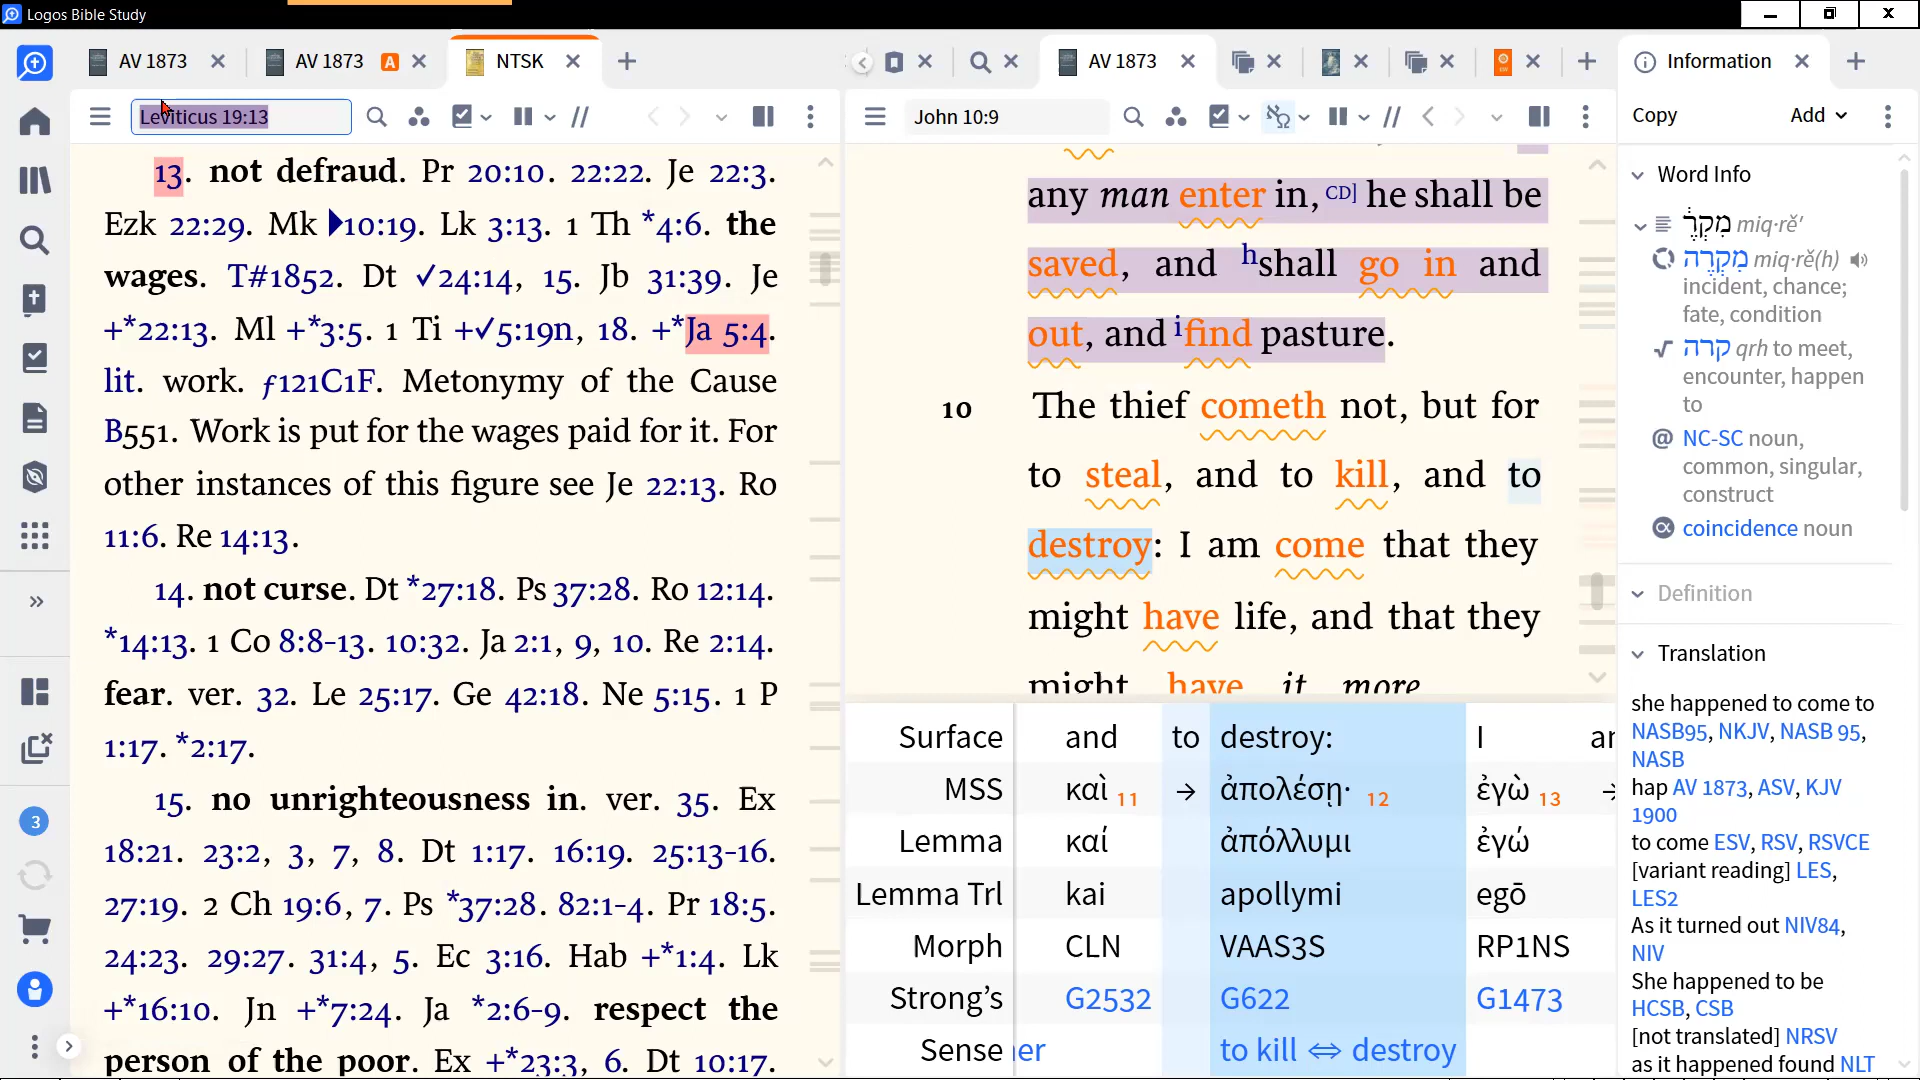 Logos Bible Study
AV 1873
AV 1873 A
NTSK
Leviticus 19:13
13. not defraud. Pr 20:10. 22:22. Je 22:3.
Ezk 22:29. Mk 10:19. Lk 3:13. 1 Th *4:6. the
wages. T#1852. Dt ✓24:14, 15. Jb 31:39. Je
+*22:13. Ml +*3:5. 1 Ti +✓5:19n, 18. +*Ja 5:4.
lit. work. ƒ121C1F. Metonymy of the Cause
B551. Work is put for the wages paid for it. For
other instances of this figure see Je 22:13. Ro
11:6. Re 14:13.
14. not curse. Dt *27:18. Ps 37:28. Ro 12:14.
*14:13. 1 Co 8:8-13. 10:32. Ja 2:1, 9, 10. Re 2:14.
fear. ver. 32. Le 25:17. Ge 42:18. Ne 5:15. 1 P
1:17. *2:17.
15. no unrighteousness in. ver. 35. Ex
18:21. 23:2, 3, 7, 8. Dt 1:17. 16:19. 25:13-16.
27:19. 2 Ch 19:6, 7. Ps *37:28. 82:1-4. Pr 18:5.
24:23. 29:27. 31:4, 5. Ec 3:16. Hab +*1:4. Lk
+*16:10. Jn +*7:24. Ja *2:6-9. respect the
person of the poor. Ex +*23:3, 6. Dt 10:17.
3
AV 1873
John 10:9
any man enter in, CD] he shall be
saved, and hshall go in and
out, and ifind pasture.
10 The thief cometh not, but for
to steal, and to kill, and to
destroy: I am come that they
might have life, and that they
might have it more
Surface and to destroy: I
MSS καὶ 11 → ἀπολέσῃ· 12 ἐγὼ 13 →
Lemma καί ἀπόλλυμι ἐγώ
Lemma Trl kai apollymi egō
Morph CLN VAAS3S RP1NS
Strong's G2532 G622 G1473
Sense er to kill ⇔ destroy
Information
Copy Add
Word Info
מִקְרֶ֔ miq·rě′
מִקְרֶה miq·rě(h)
incident, chance;
fate, condition
קרה qrh to meet,
encounter, happen
to
@ NC-SC noun,
common, singular,
construct
coincidence noun
Definition
Translation
she happened to come to
NASB95, NKJV, NASB 95,
NASB
hap AV 1873, ASV, KJV
1900
to come ESV, RSV, RSVCE
[variant reading] LES,
LES2
As it turned out NIV84,
NIV
She happened to be
HCSB, CSB
[not translated] NRSV
as it happened found NLT